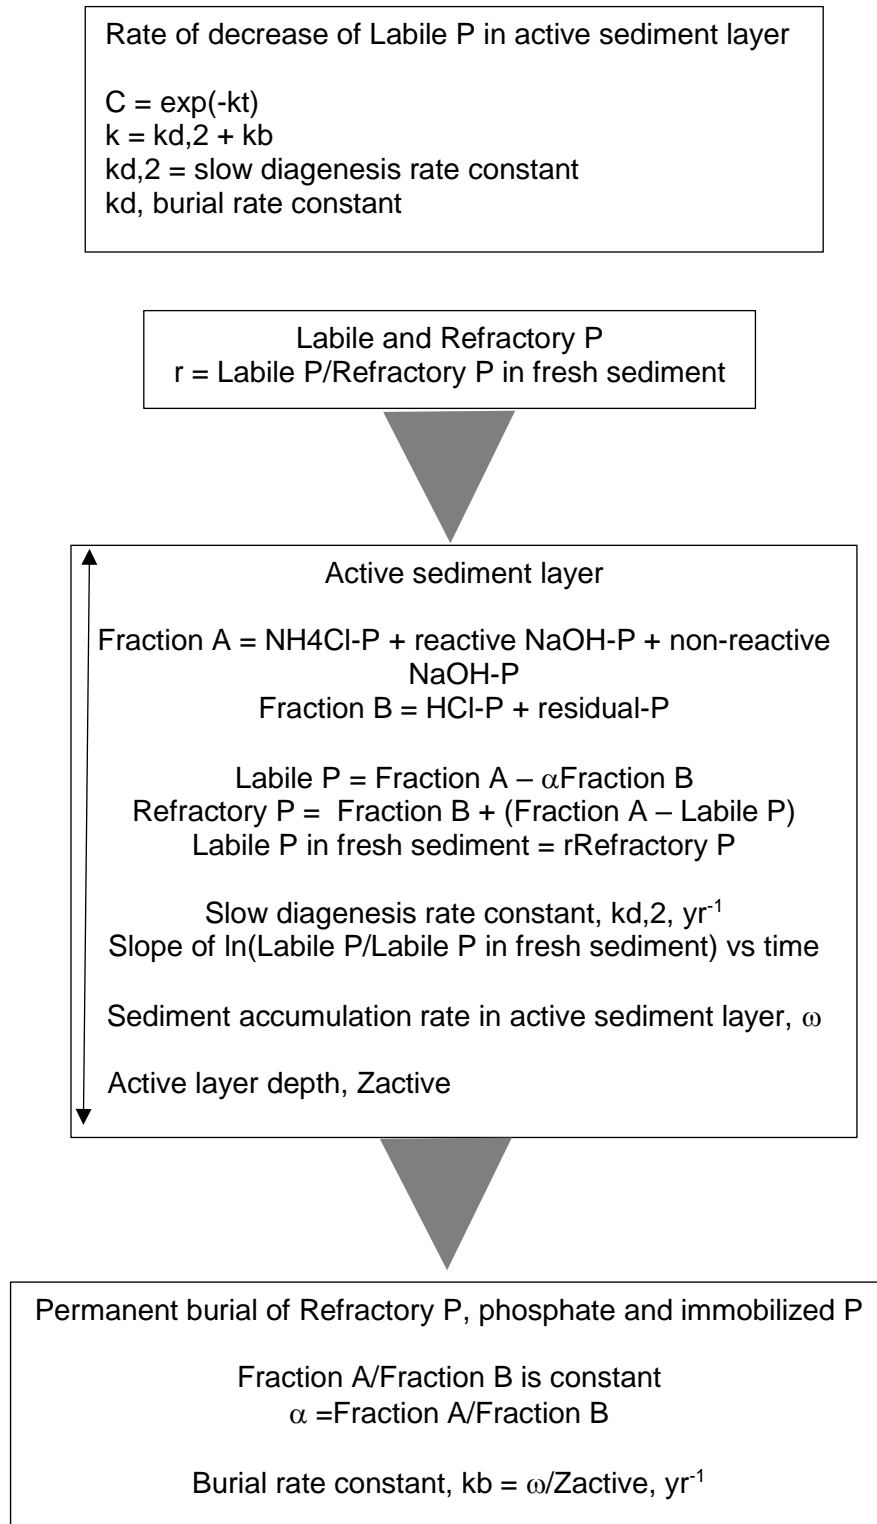 Rate of decrease of Labile P in active sediment layer
C = exp(-kt)
k = kd,2 + kb
kd,2 = slow diagenesis rate constant
kd, burial rate constant
Labile and Refractory P
r = Labile P/Refractory P in fresh sediment
Active sediment layer
Fraction A = NH4Cl-P + reactive NaOH-P + non-reactive
NaOH-P
Fraction B = HCl-P + residual-P
Labile P = Fraction A – αFraction B
Refractory P =  Fraction B + (Fraction A – Labile P)
Labile P in fresh sediment = rRefractory P
Slow diagenesis rate constant, kd,2, yr⁻¹
Slope of ln(Labile P/Labile P in fresh sediment) vs time
Sediment accumulation rate in active sediment layer, ω
Active layer depth, Zactive
Permanent burial of Refractory P, phosphate and immobilized P
Fraction A/Fraction B is constant
α =Fraction A/Fraction B
Burial rate constant, kb = ω/Zactive, yr⁻¹